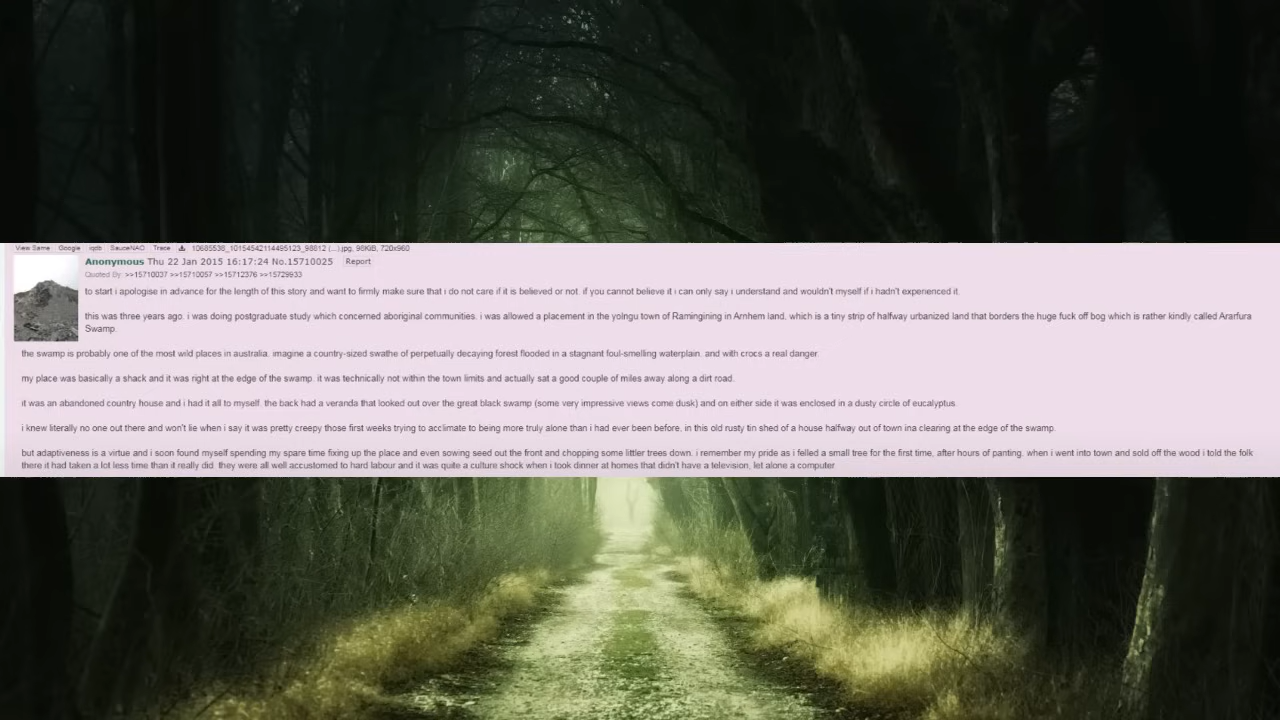 View Same Google iqdb SauceNAO Trace 10685538_10154542114495123_98812 (...).jpg, 98KiB, 720x960
Anonymous Thu 22 Jan 2015 16:17:24 No.15710025 Report
Quoted By: >>15710037 >>15710057 >>15712376 >>15729933
to start i apologise in advance for the length of this story and want to firmly make sure that i do not care if it is believed or not. if you cannot believe it i can only say i understand and wouldn't myself if i hadn't experienced it.
this was three years ago. i was doing postgraduate study which concerned aboriginal communities. i was allowed a placement in the yolngu town of Ramingining in Arnhem land, which is a tiny strip of halfway urbanized land that borders the huge fuck off bog which is rather kindly called Ararfura
Swamp.
the swamp is probably one of the most wild places in australia. imagine a country-sized swathe of perpetually decaying forest flooded in a stagnant foul-smelling waterplain. and with crocs a real danger.
my place was basically a shack and it was right at the edge of the swamp. it was technically not within the town limits and actually sat a good couple of miles away along a dirt road.
it was an abandoned country house and i had it all to myself. the back had a veranda that looked out over the great black swamp (some very impressive views come dusk) and on either side it was enclosed in a dusty circle of eucalyptus.
i knew literally no one out there and won't lie when i say it was pretty creepy those first weeks trying to acclimate to being more truly alone than i had ever been before, in this old rusty tin shed of a house halfway out of town ina clearing at the edge of the swamp.
but adaptiveness is a virtue and i soon found myself spending my spare time fixing up the place and even sowing seed out the front and chopping some littler trees down. i remember my pride as i felled a small tree for the first time, after hours of panting. when i went into town and sold off the wood i told the folk
there it had taken a lot less time than it really did. they were all well accustomed to hard labour and it was quite a culture shock when i took dinner at homes that didn't have a television, let alone a computer